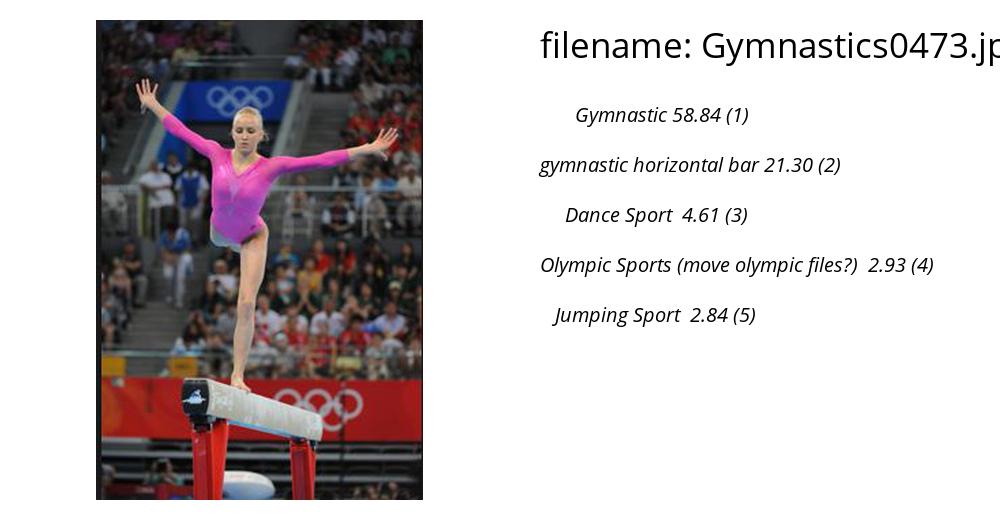 filename: Gymnastics0473.jp
Gymnastic 58.84 (1)
gymnastic horizontal bar 21.30 (2)
Dance Sport 4.61 (3)
Olympic Sports (move olympic files?) 2.93 (4)
Jumping Sport 2.84 (5)